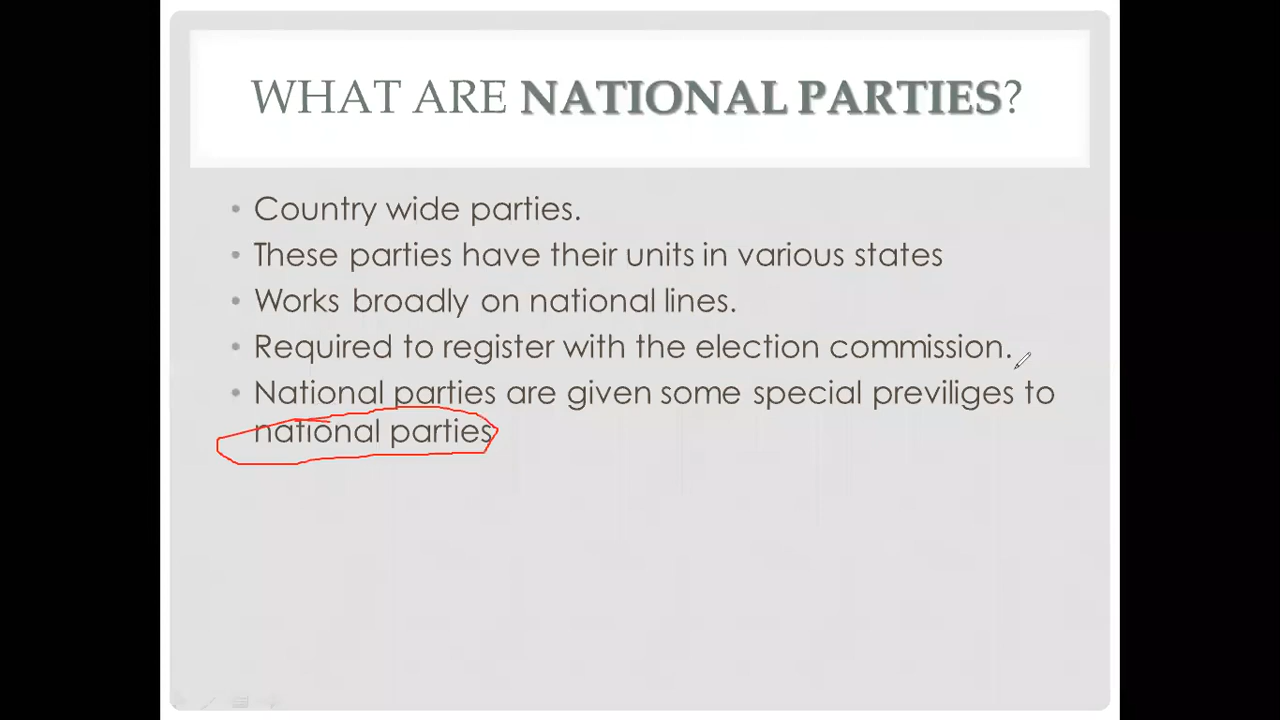 WHAT ARE NATIONAL PARTIES?
• Country wide parties.
• These parties have their units in various states
• Works broadly on national lines.
• Required to register with the election commission.
• National parties are given some special previliges to
national parties